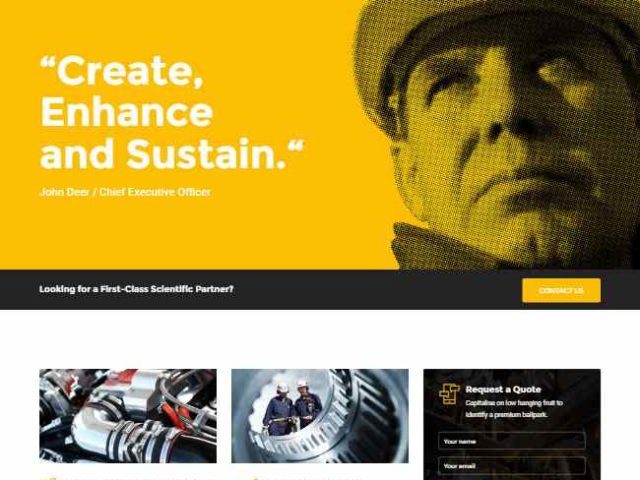 “Create,
Enhance
and Sustain.“
John Deer / Chief Executive Officer
Looking for a First-Class Scientific Partner?
CONTACT US
Request a Quote
Capitalise on low hanging fruit to
identify a premium ballpark.
Your name
Your email